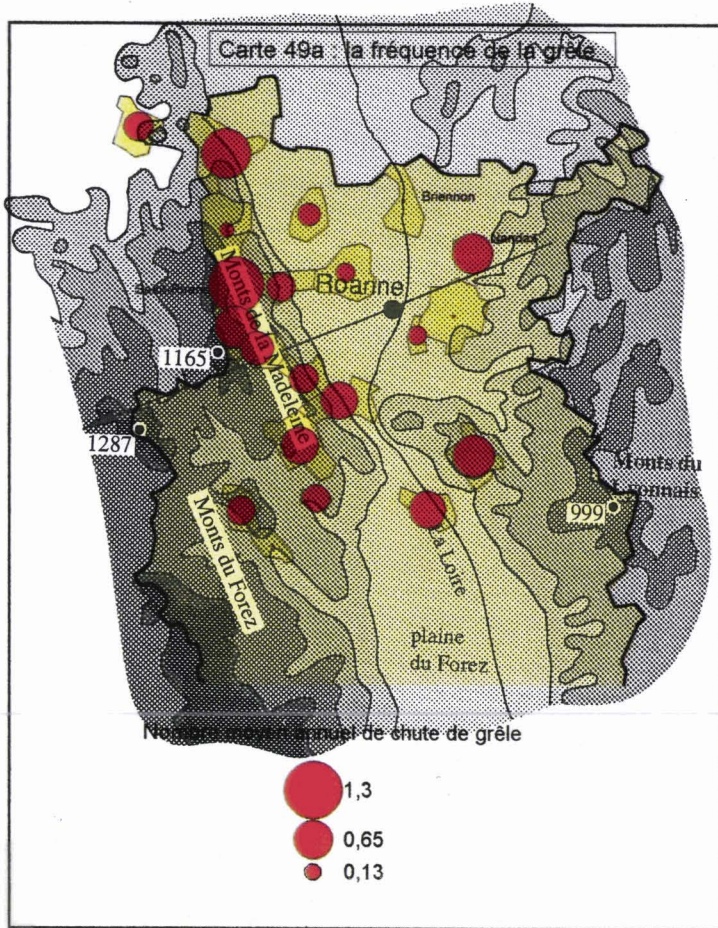 Carte 49a : la fréquence de la grêle
Briennon
Roanne
Monts de la Madeleine
1165
1287
Monts du
Lyonnais
999
Monts du Forez
La Loire
plaine
du Forez
Nombre moyen annuel de chute de grêle
1,3
0,65
0,13